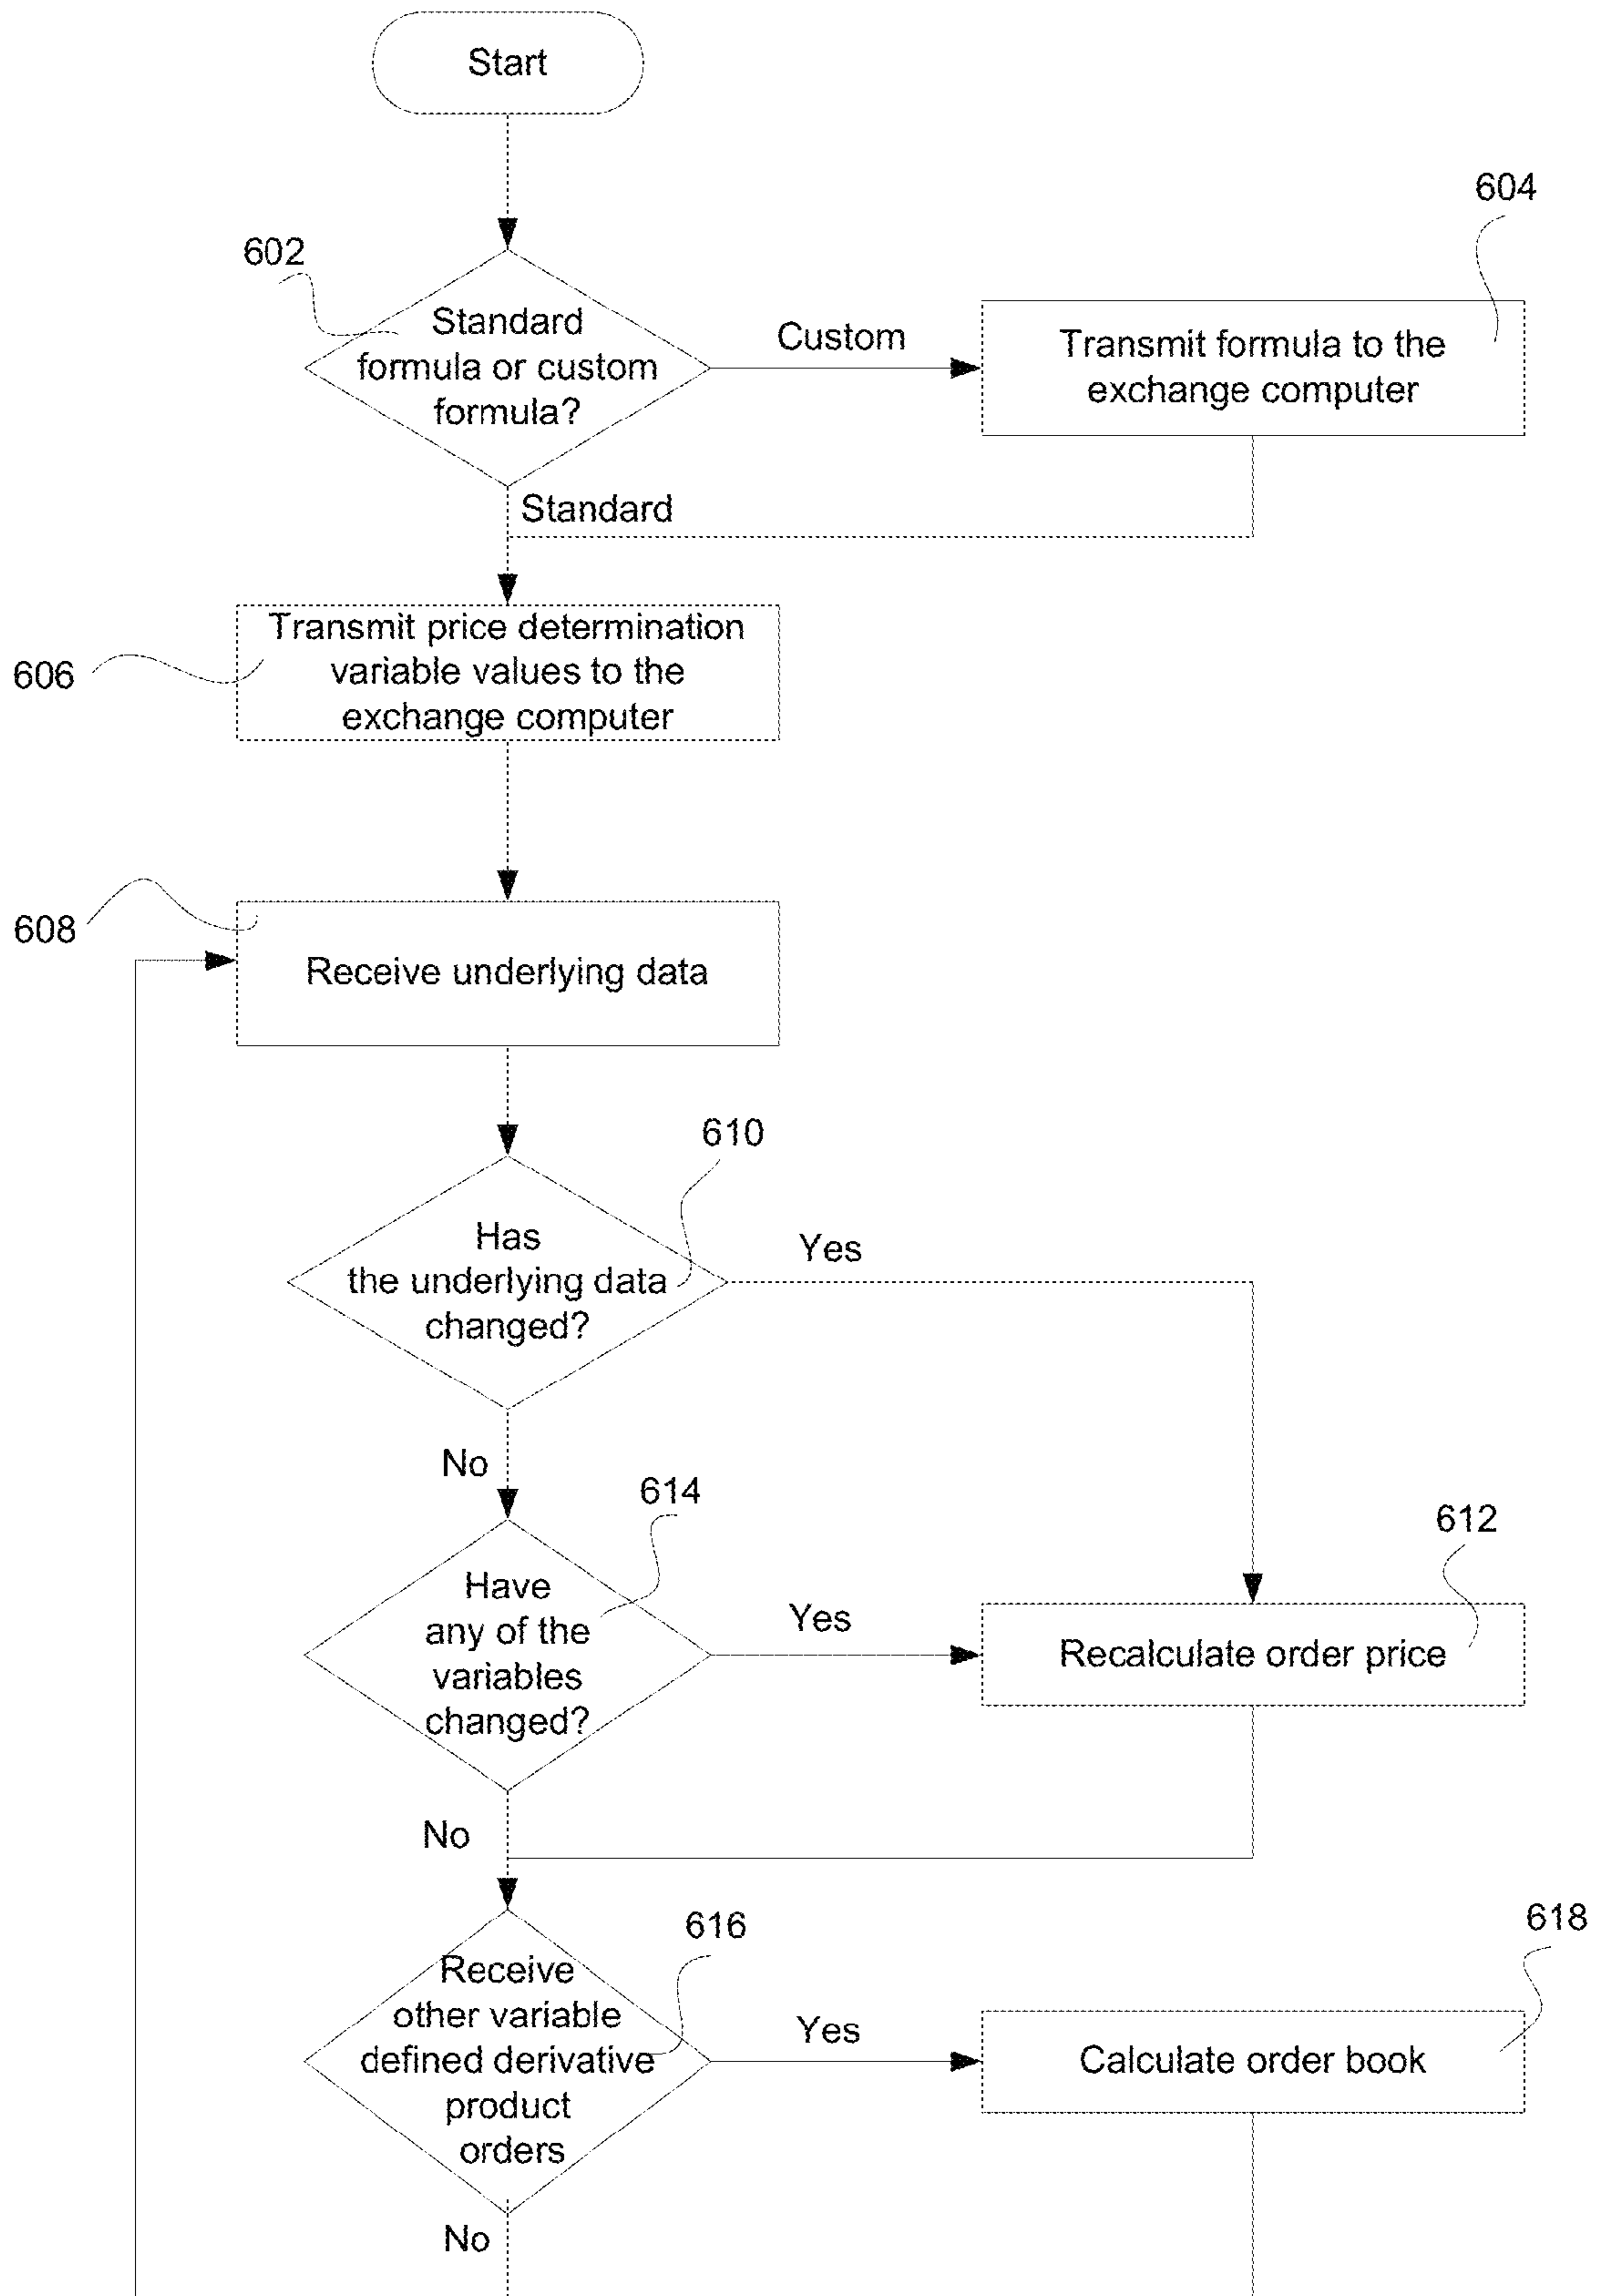 Start
604
602
Standard
formula or custom
formula?
Custom
Transmit formula to the
exchange computer
Standard
Transmit price determination
variable values to the
exchange computer
606
608
Receive underlying data
610
Has
the underlying data
changed?
Yes
No
614
612
Have
any of the
variables
changed?
Yes
Recalculate order price
No
616
618
Receive
other variable
defined derivative
product
orders
Yes
Calculate order book
No